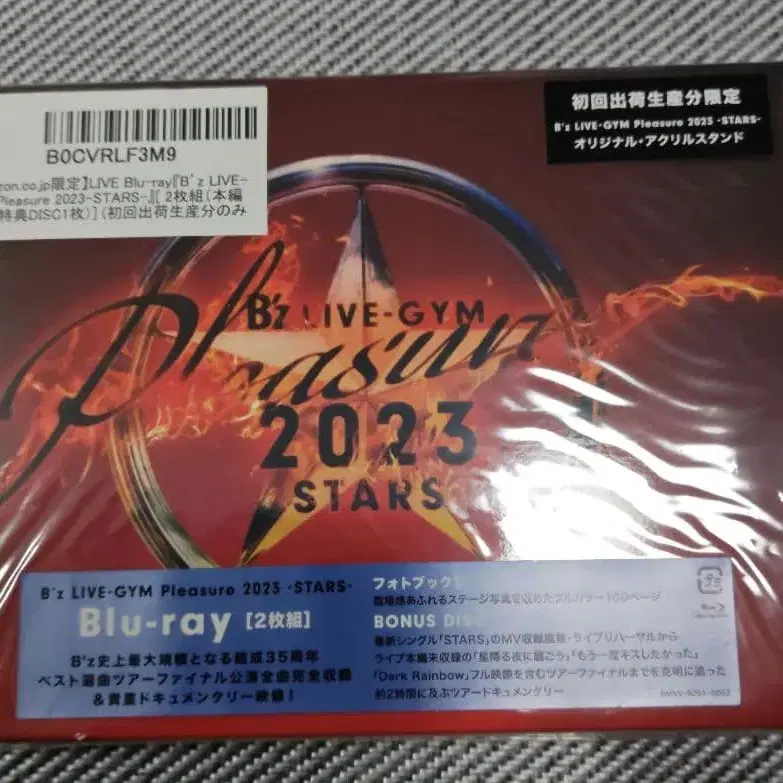 B0CVRLF3M9
zon.co.jp限定】LIVE Blu-ray『B'z LIVE-
Pleasure 2023-STARS-』[ 2枚組(本編
特典DISC1枚)] (初回出荷生産分のみ
初回出荷生産分限定
B'z LIVE-GYM Pleasure 2023 -STARS-
オリジナル・アクリルスタンド
B'z LIVE-GYM
Pleasure
2023
STARS
B'z LIVE-GYM Pleasure 2023 -STARS-
Blu-ray [2枚組]
B'z史上最大規模となる結成35周年
ベスト選曲ツアーファイナル公演全曲完全収録
&貴重ドキュメンタリー映像!
フォトブック
臨場感あふれるステージ写真を収めたフルカラー100ページ
BONUS DISC
最新シングル「STARS」のMV収録風景・ライブリハーサルから
ライブ本編未収録の「星降る夜に騒ごう」「もう一度キスしたかった」
「Dark Rainbow」フル映像を含むツアーファイナルまでを克明に追った
約2時間に及ぶツアードキュメンタリー